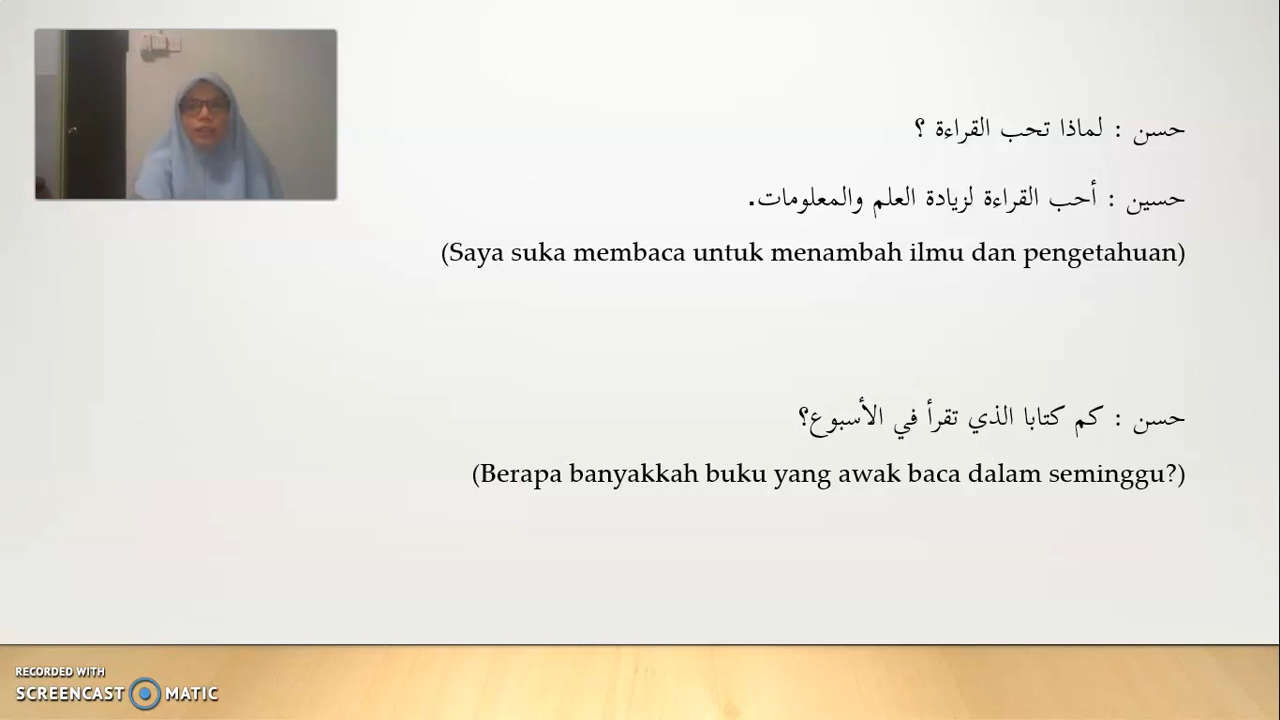 حسن : لماذا تحب القراءة ؟
حسين : أحب القراءة لزيادة العلم والمعلومات.
(Saya suka membaca untuk menambah ilmu dan pengetahuan)
حسن : كم كتابا الذي تقرأ في الأسبوع؟
(Berapa banyakkah buku yang awak baca dalam seminggu?)
RECORDED WITH
SCREENCAST MATIC